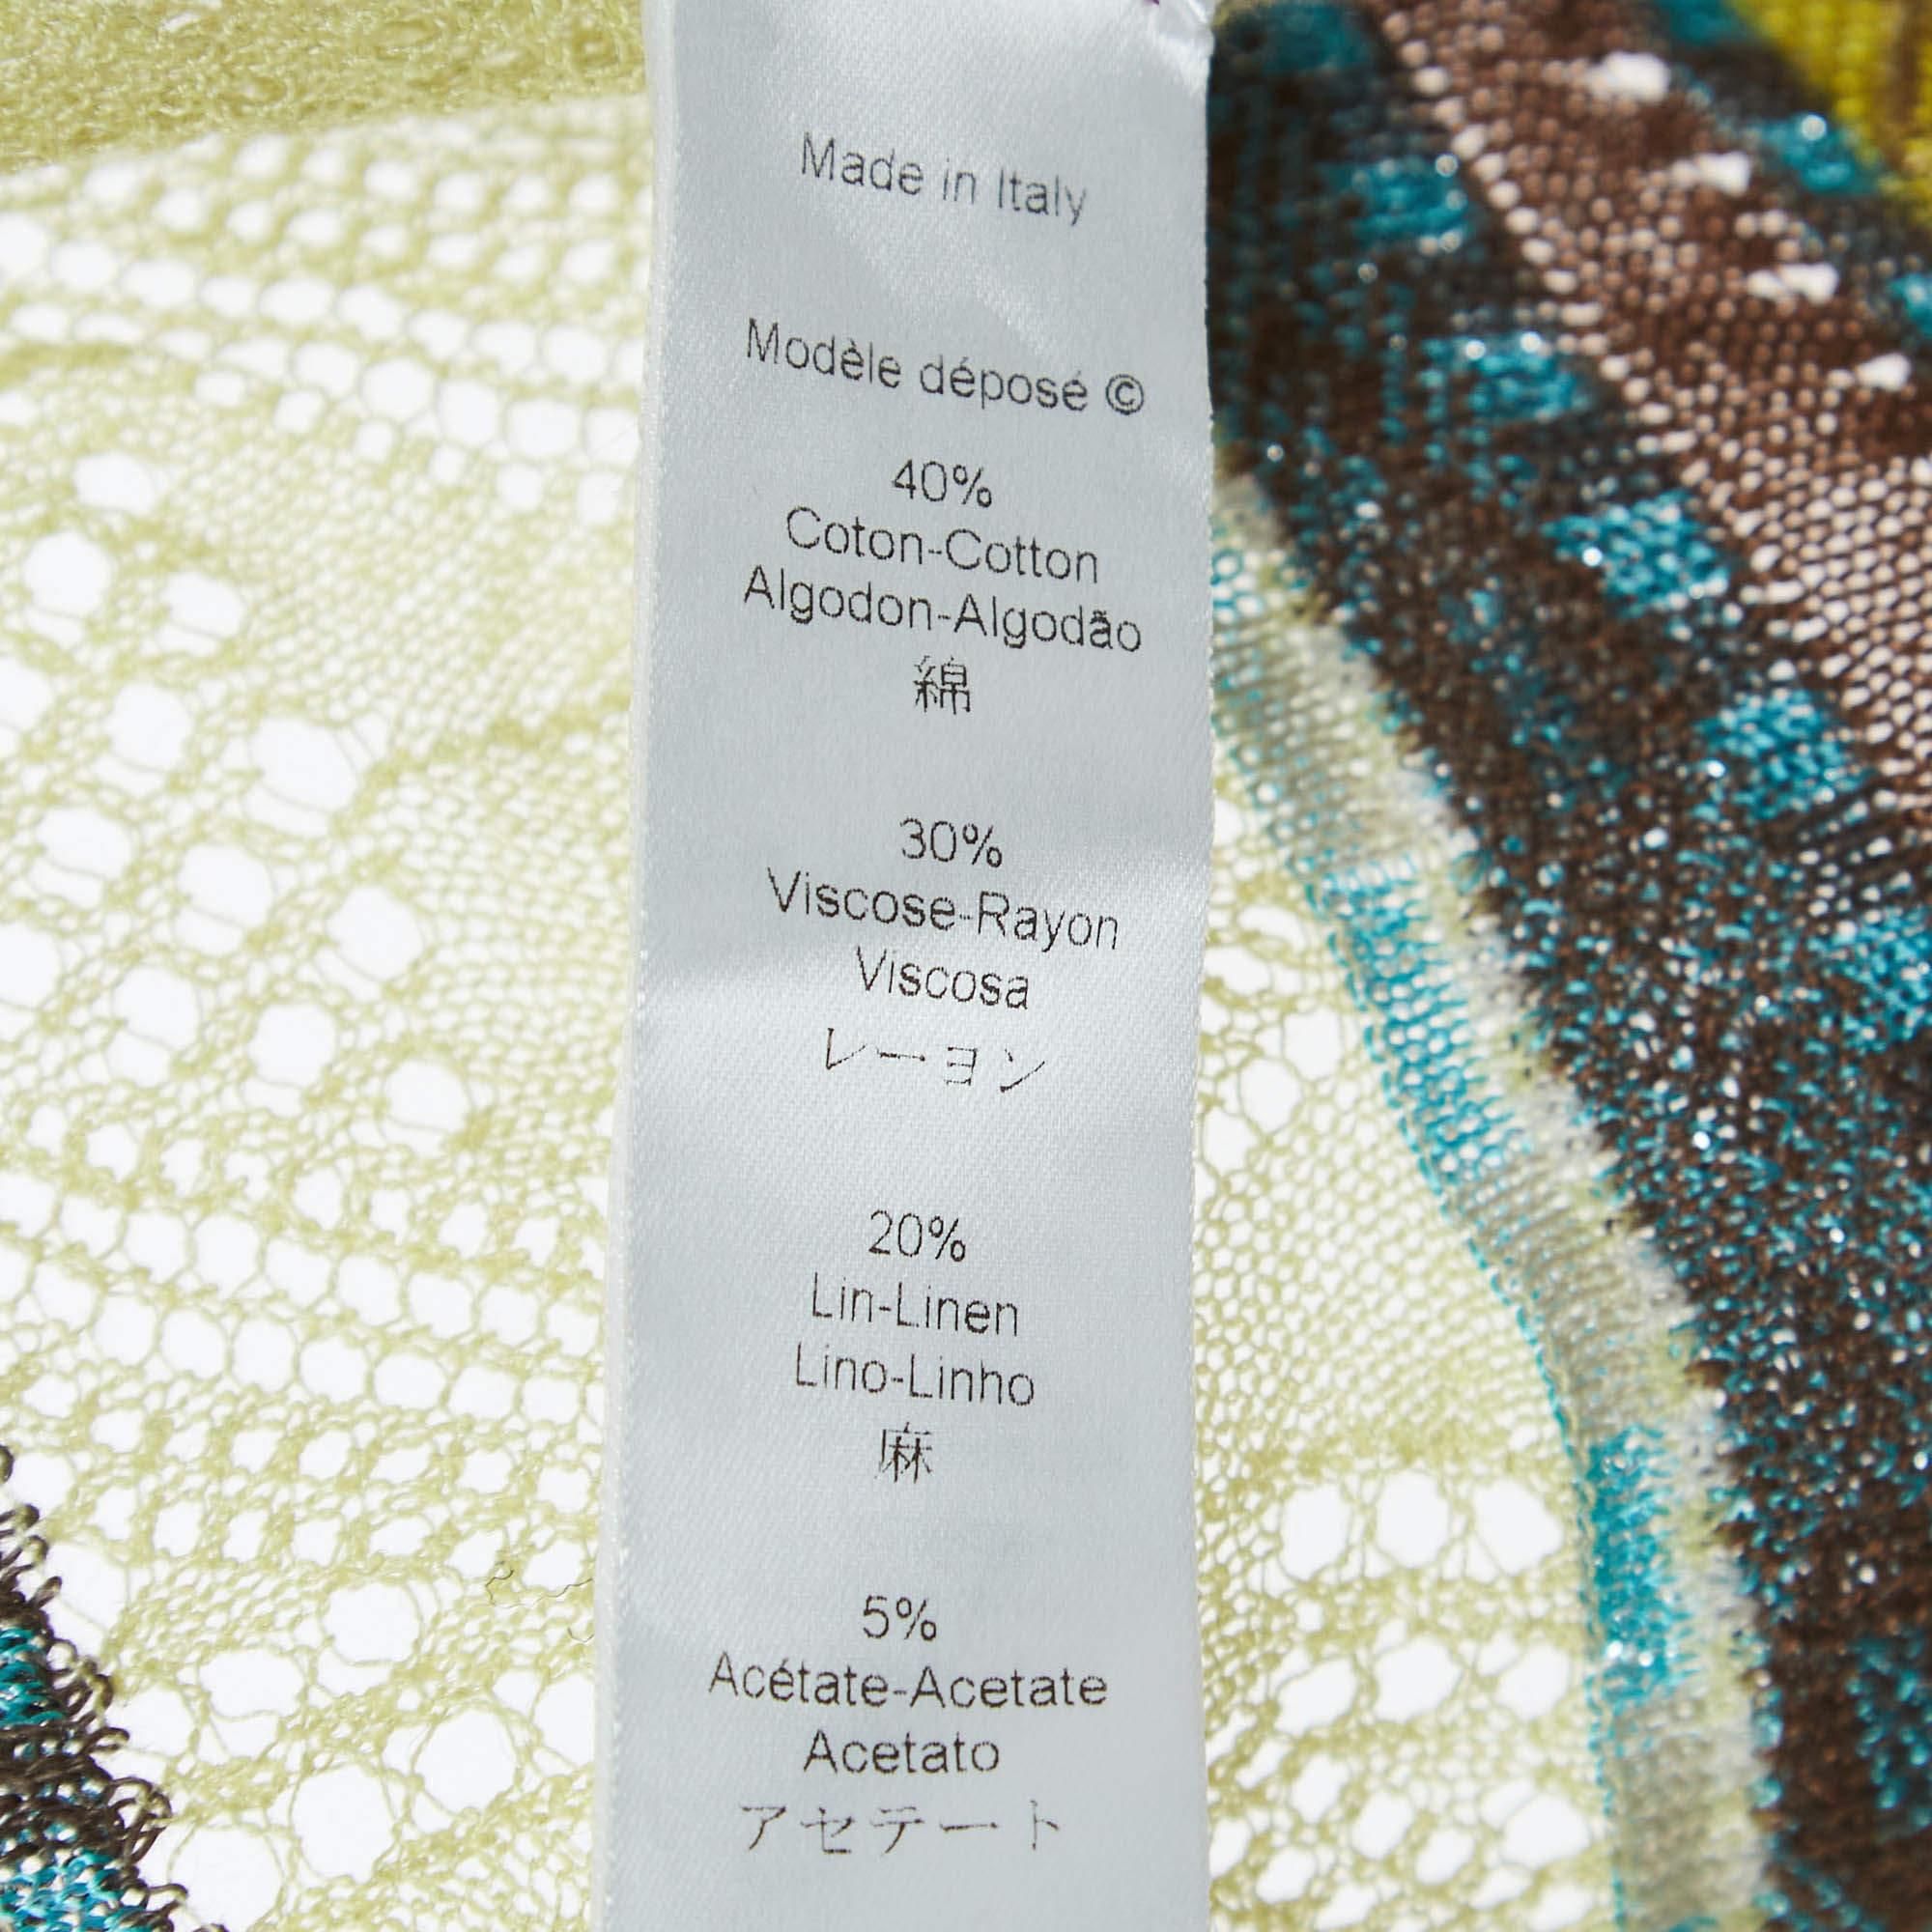 Made in Italy
Modèle déposé ©
40%
Coton-Cotton
Algodon-Algodão
綿
30%
Viscose-Rayon
Viscosa
レーヨン
20%
Lin-Linen
Lino-Linho
麻
5%
Acétate-Acetate
Acetato
アセテート